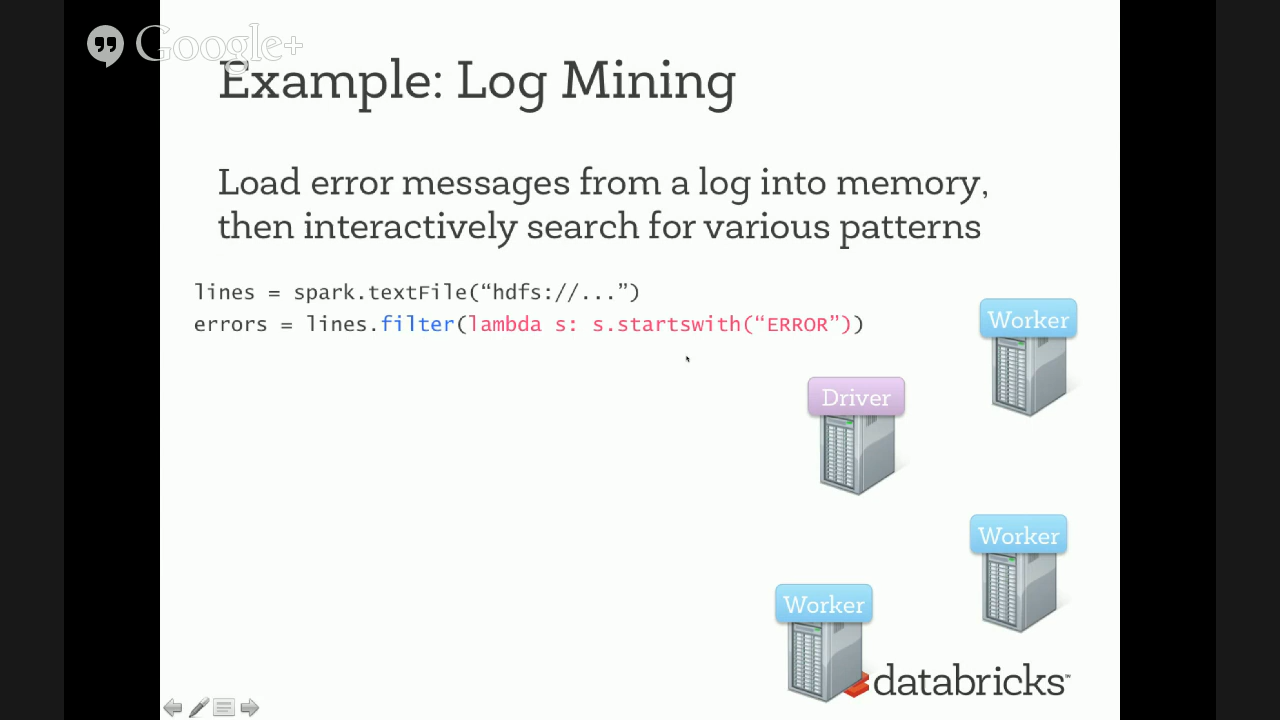 Google+
Example: Log Mining
Load error messages from a log into memory,
then interactively search for various patterns
lines = spark.textFile(“hdfs://...”)
errors = lines.filter(lambda s: s.startswith(“ERROR”))
Worker
Driver
Worker
Worker
databricks™